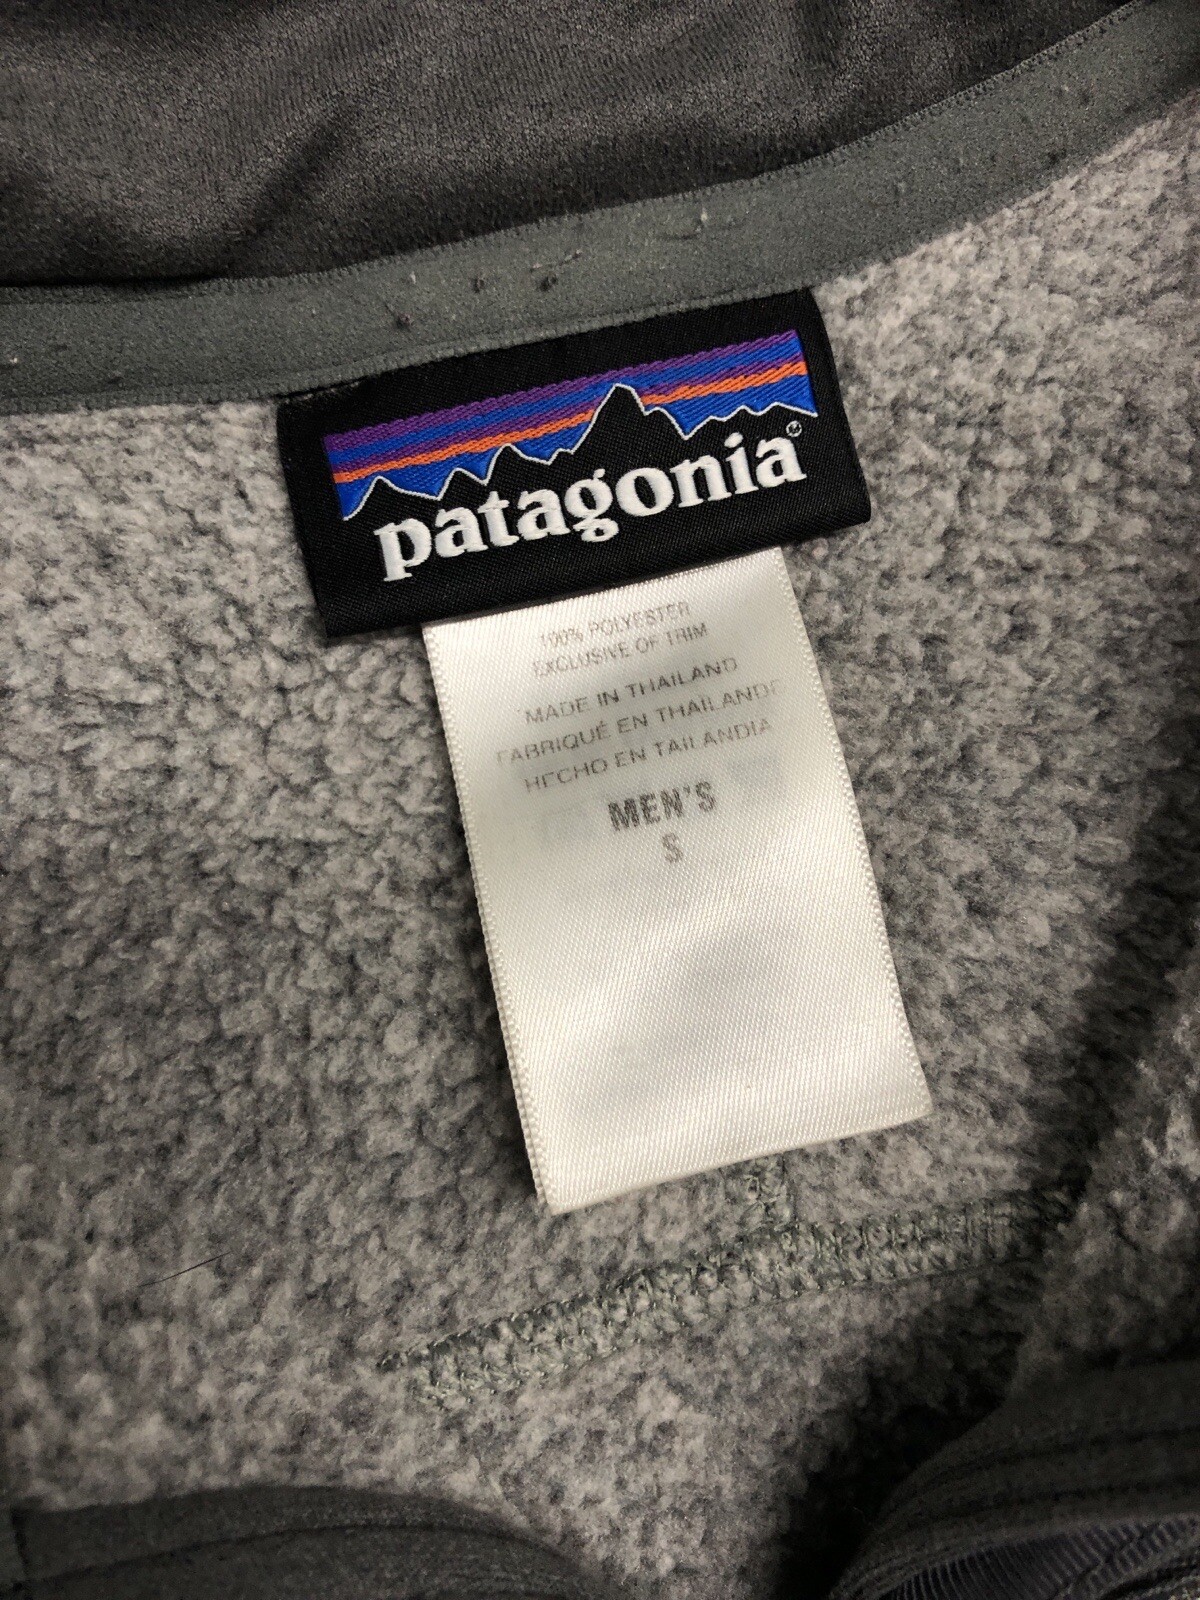 patagonia®
100% POLYESTER
EXCLUSIVE OF TRIM
MADE IN THAILAND
FABRIQUÉ EN THAILANDE
HECHO EN TAILANDIA
MEN'S
S